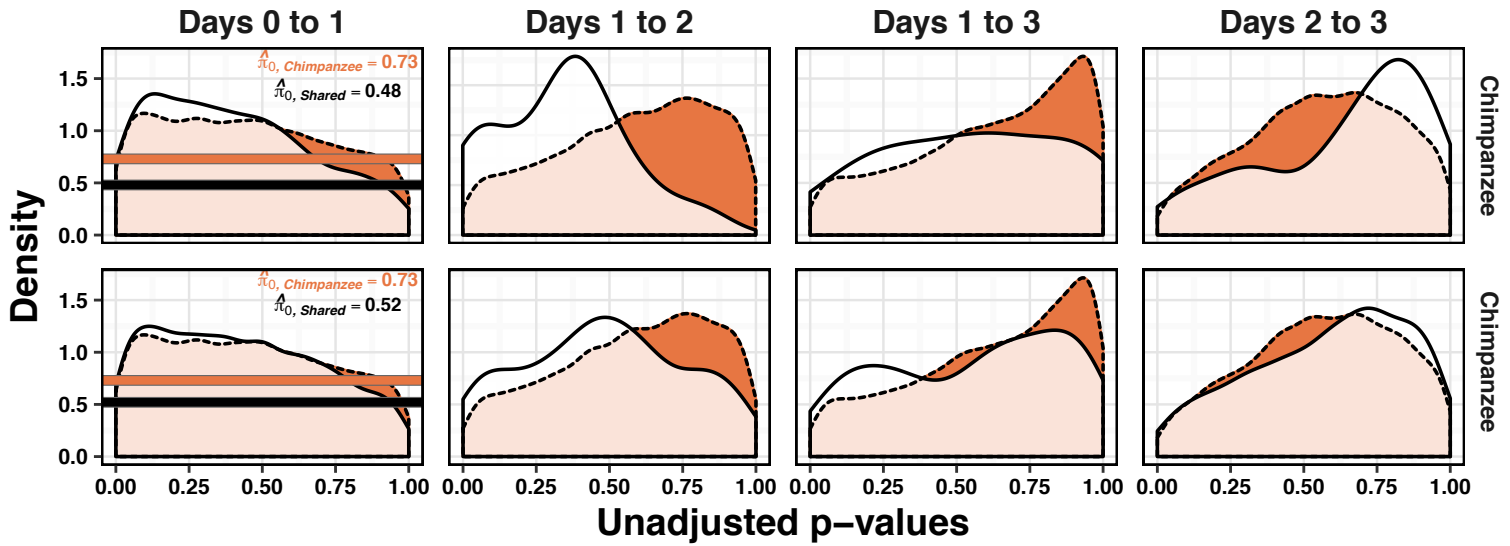 Days 0 to 1 Days 1 to 2 Days 1 to 3 Days 2 to 3
Density
1.5
1.0
0.5
0.0
π̂0, Chimpanzee = 0.73
π̂0, Shared = 0.48
Chimpanzee
1.5
1.0
0.5
0.0
π̂0, Chimpanzee = 0.73
π̂0, Shared = 0.52
Chimpanzee
0.00 0.25 0.50 0.75 1.00 0.00 0.25 0.50 0.75 1.00 0.00 0.25 0.50 0.75 1.00 0.00 0.25 0.50 0.75 1.00
Unadjusted p−values